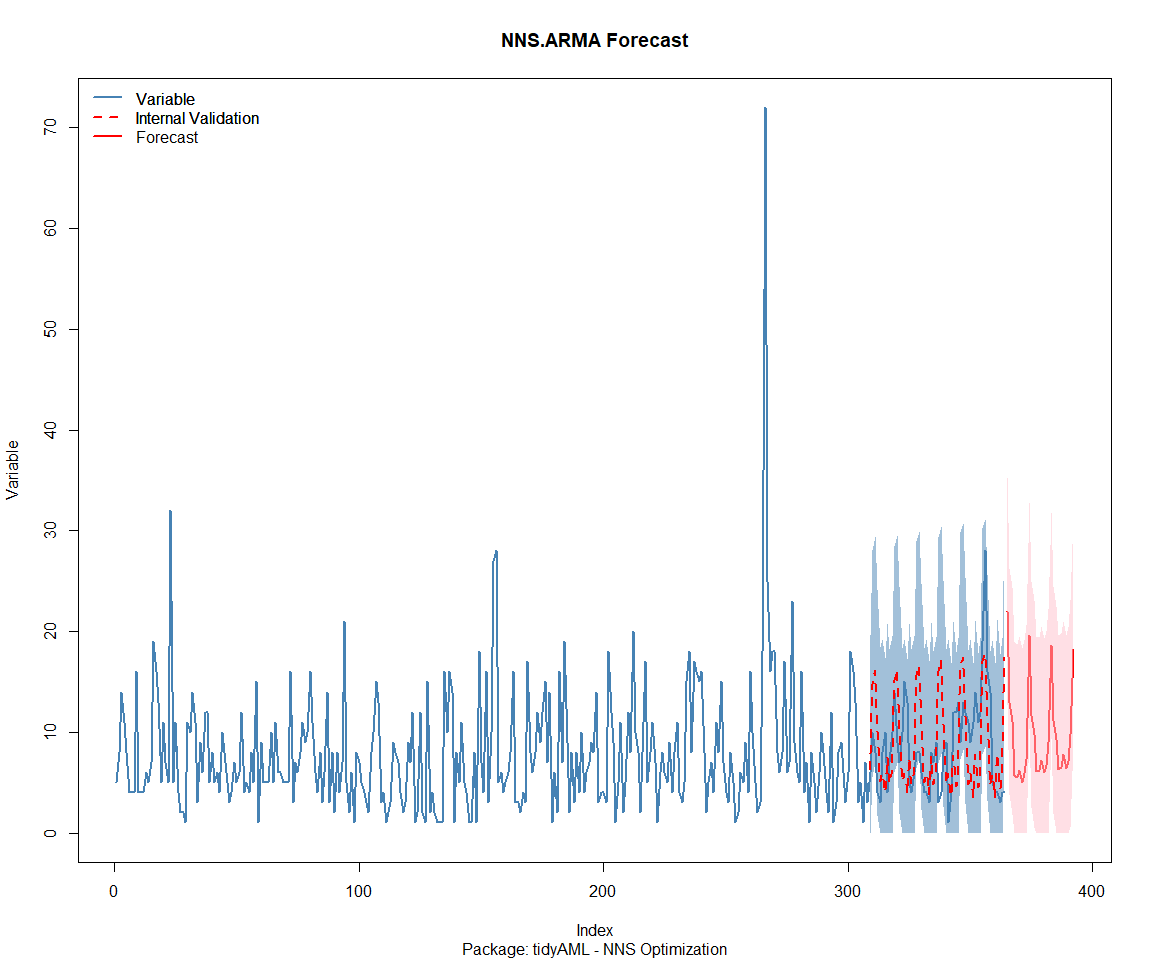 NNS.ARMA Forecast
Variable
Internal Validation
Forecast
70
60
50
40
30
20
10
0
Variable
0 100 200 300 400
Index
Package: tidyAML - NNS Optimization